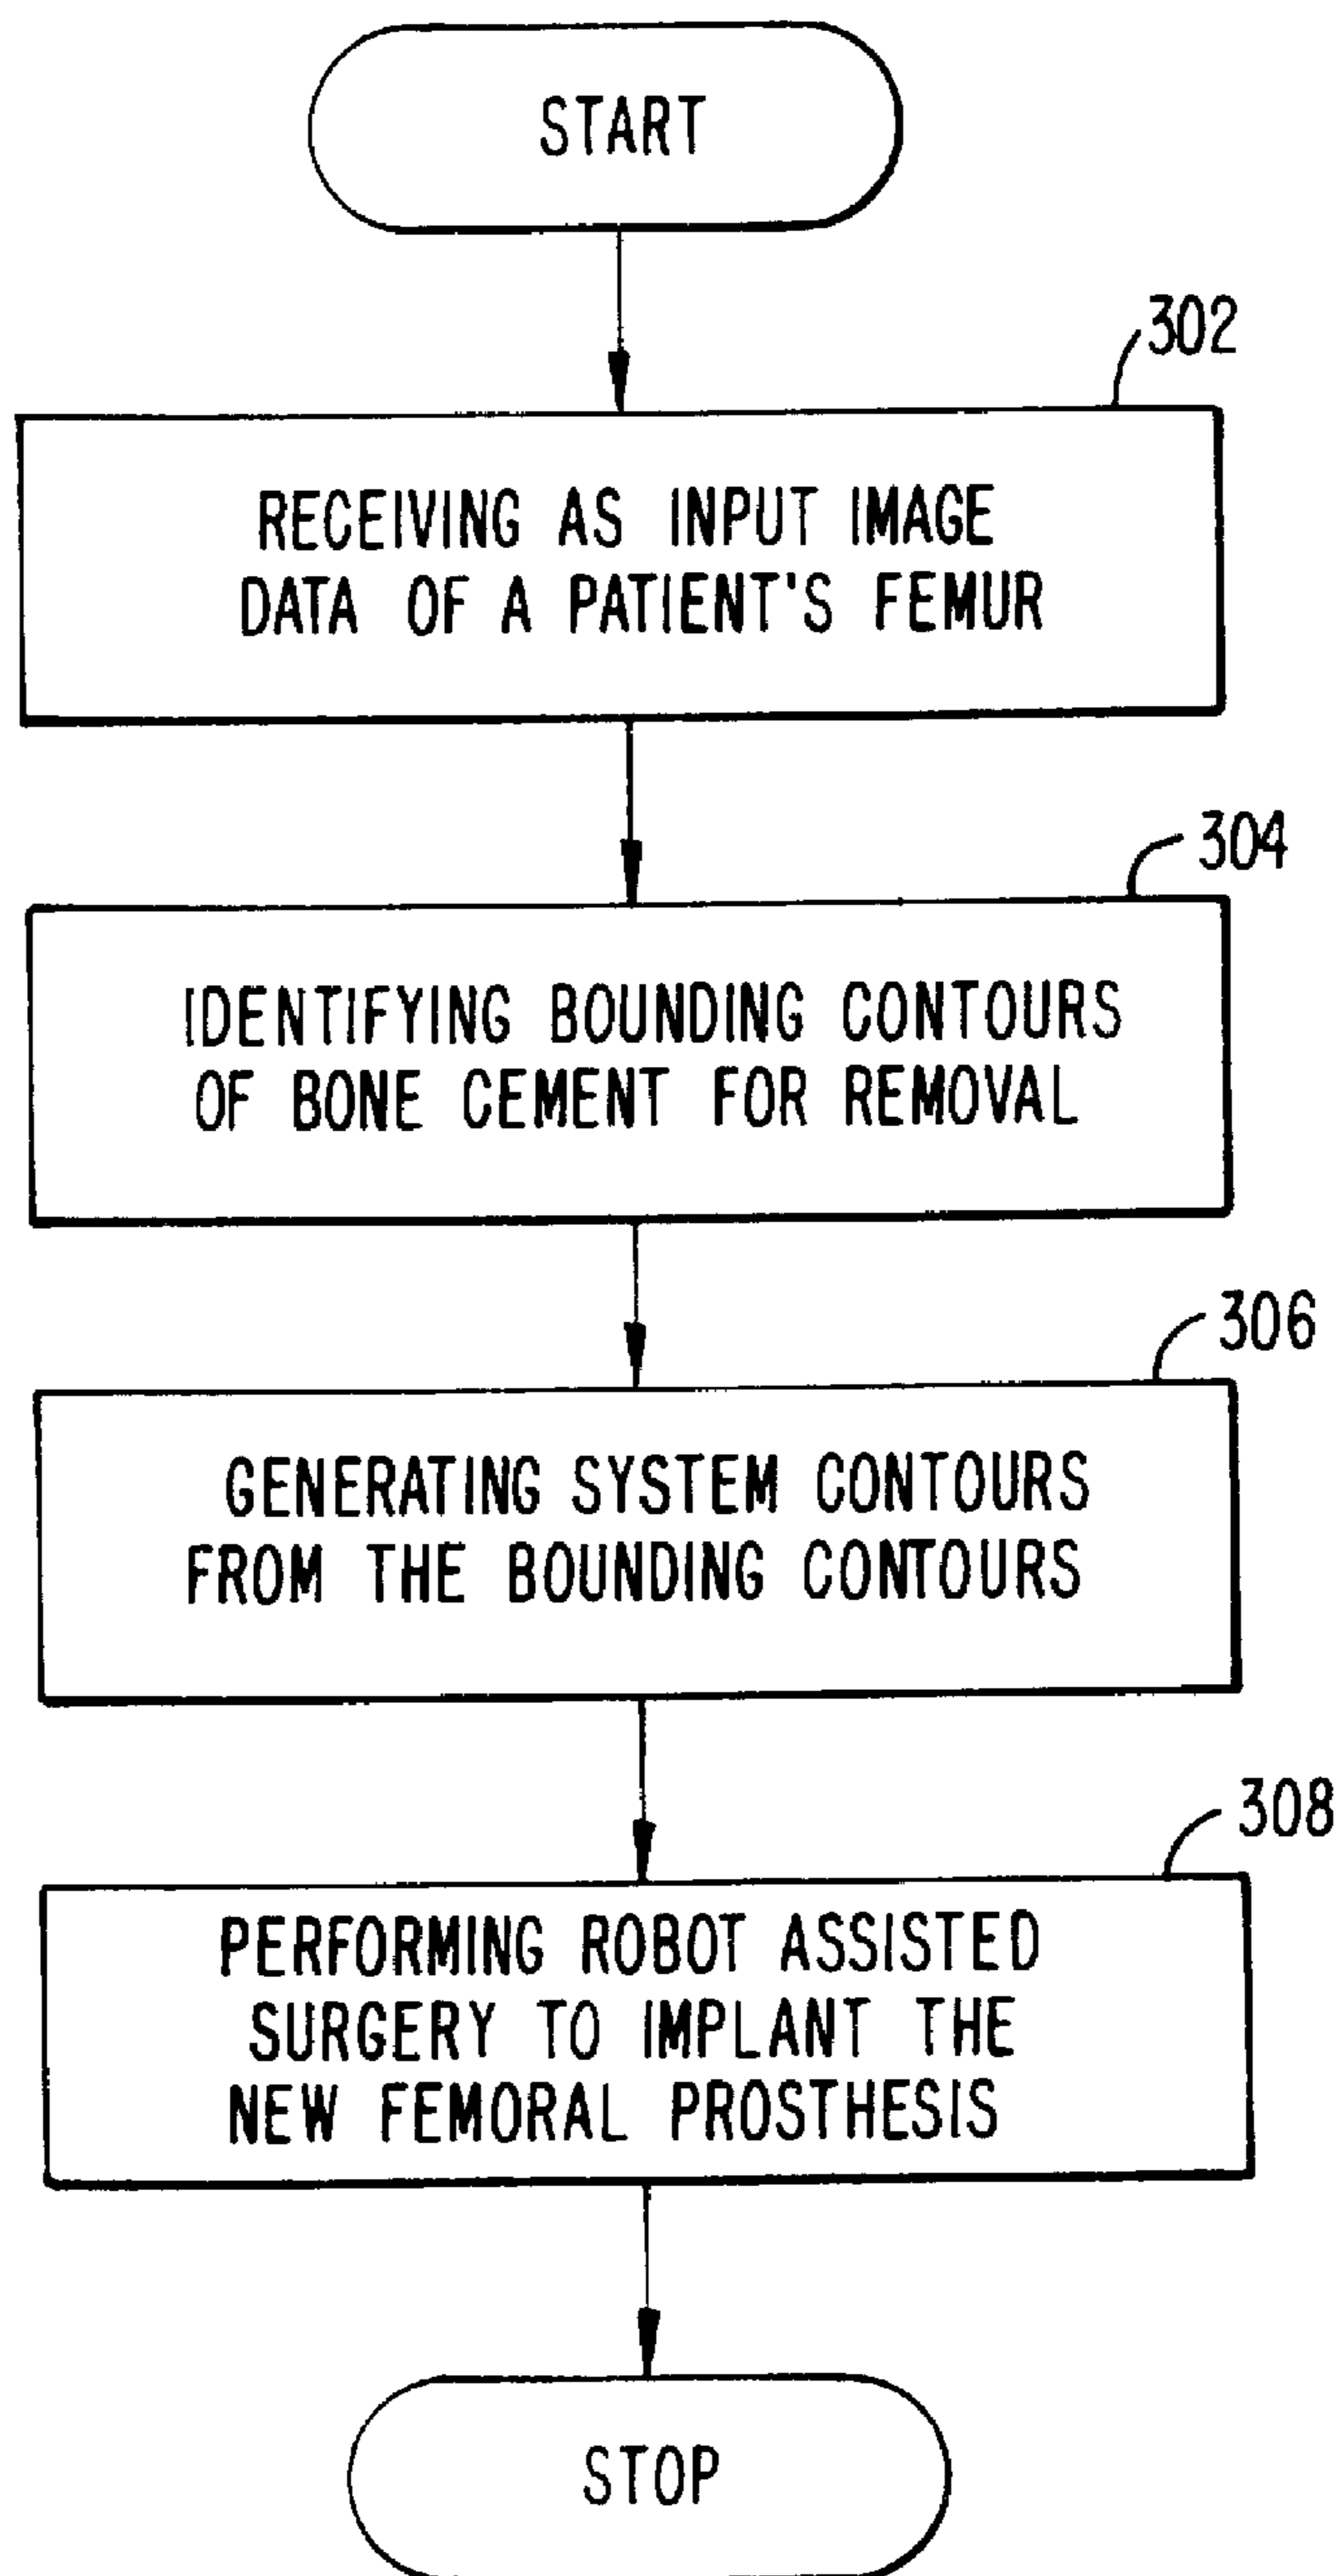 START
302
RECEIVING AS INPUT IMAGE
DATA OF A PATIENT'S FEMUR
304
IDENTIFYING BOUNDING CONTOURS
OF BONE CEMENT FOR REMOVAL
306
GENERATING SYSTEM CONTOURS
FROM THE BOUNDING CONTOURS
308
PERFORMING ROBOT ASSISTED
SURGERY TO IMPLANT THE
NEW FEMORAL PROSTHESIS
STOP